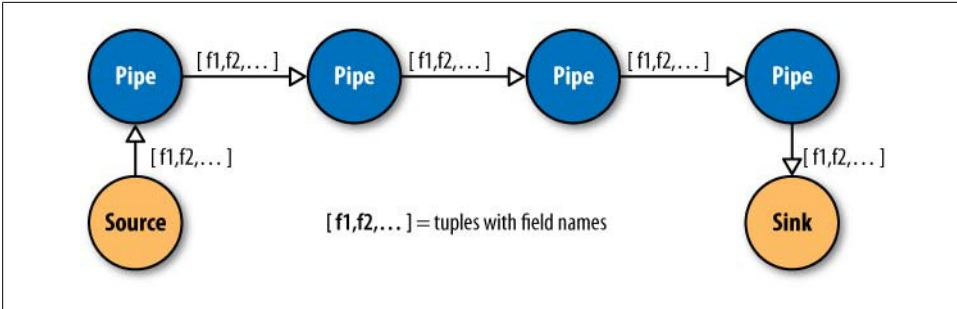 [ f1,f2,... ]
[ f1,f2,... ]
[ f1,f2,... ]
Pipe
Pipe
Pipe
Pipe
[ f1,f2,... ]
[ f1,f2,... ]
Source
[ f1,f2,... ] = tuples with field names
Sink